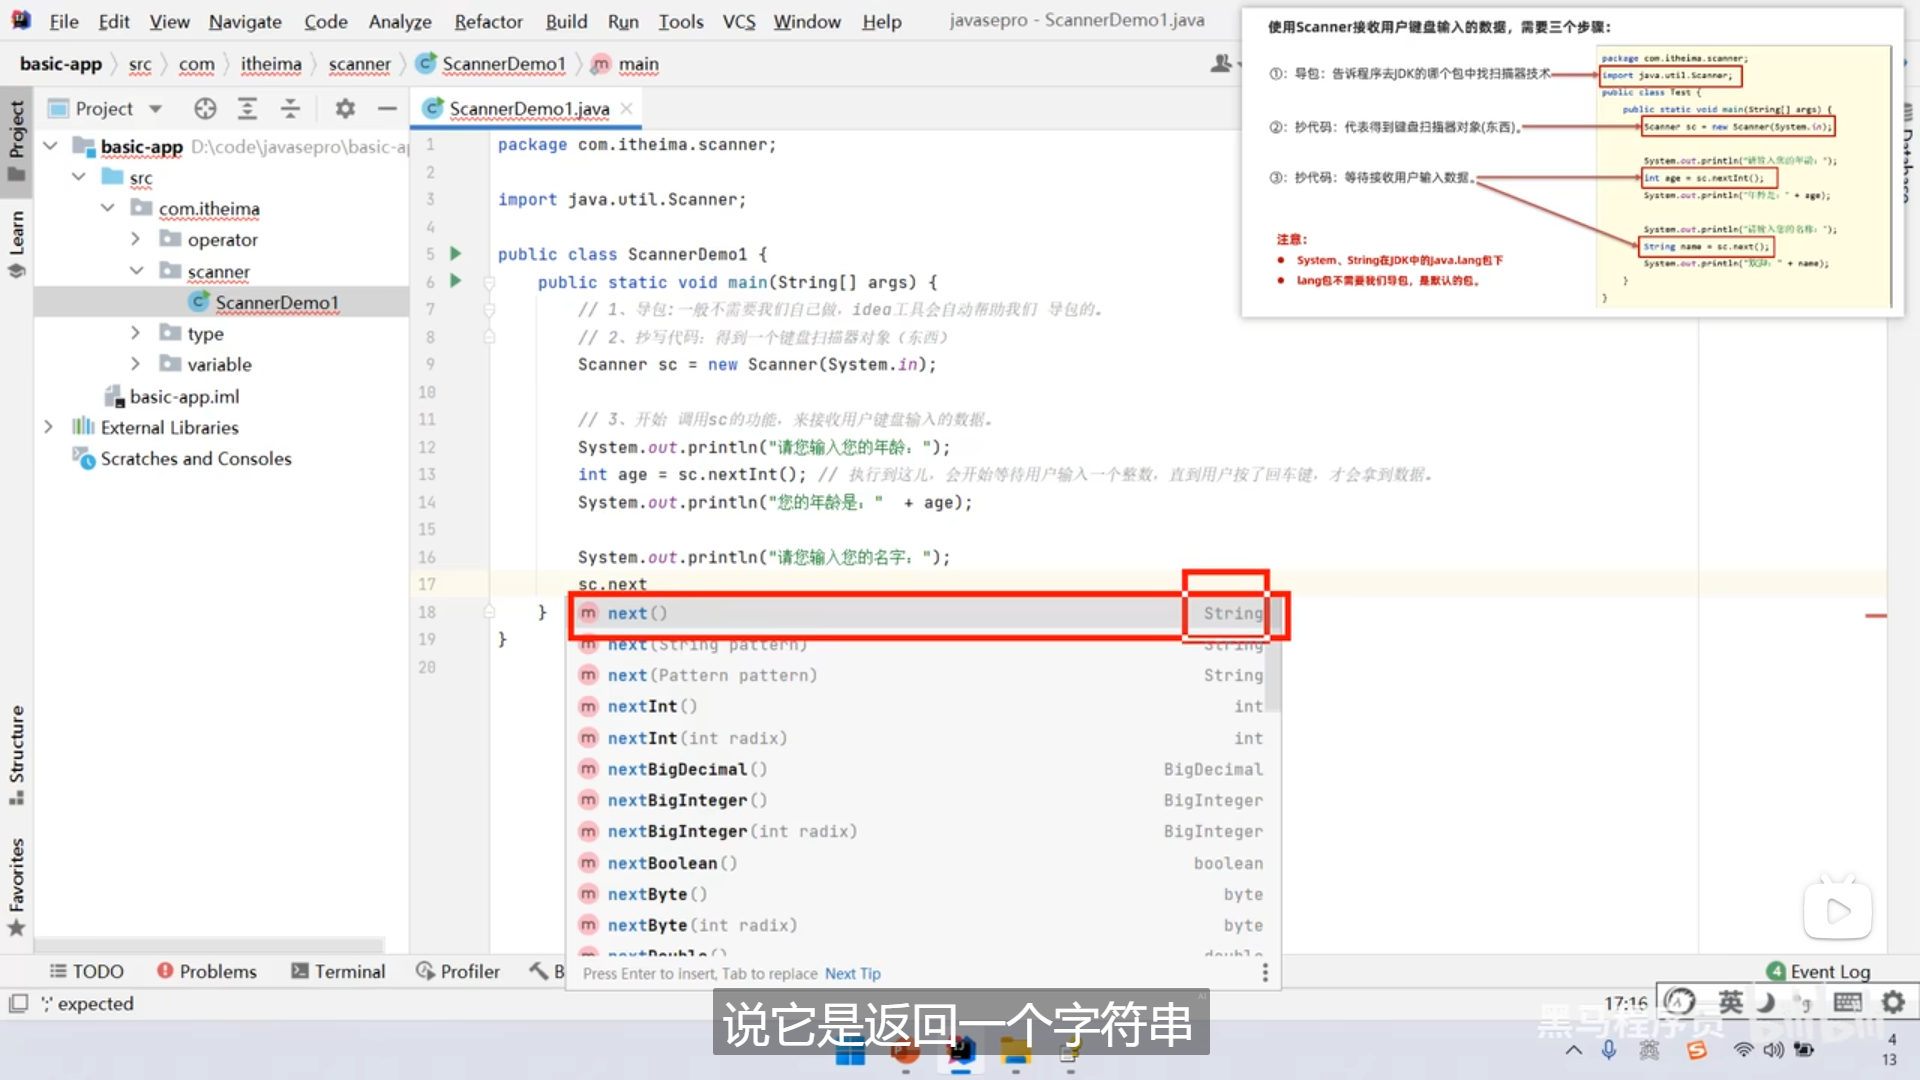 File Edit View Navigate Code Analyze Refactor Build Run Tools VCS Window Help javasepro - ScannerDemo1.java
basic-app src com itheima scanner ScannerDemo1 main
Project
ScannerDemo1.java
Project
Learn
Structure
Favorites
Database
basic-app D:\code\javasepro\basic-ap
src
com.itheima
operator
scanner
ScannerDemo1
type
variable
basic-app.iml
External Libraries
Scratches and Consoles
1 package com.itheima.scanner;
2
3 import java.util.Scanner;
4
5 public class ScannerDemo1 {
6 public static void main(String[] args) {
7 // 1、导包:一般不需要我们自己做，idea工具会自动帮助我们 导包的。
8 // 2、抄写代码：得到一个键盘扫描器对象（东西）
9 Scanner sc = new Scanner(System.in);
10
11 // 3、开始 调用sc的功能，来接收用户键盘输入的数据。
12 System.out.println("请您输入您的年龄：");
13 int age = sc.nextInt(); // 执行到这儿，会开始等待用户输入一个整数，直到用户按了回车键，才会拿到数据。
14 System.out.println("您的年龄是：" + age);
15
16 System.out.println("请您输入您的名字：");
17 sc.next
18 }
19 }
20
next() String
next(String pattern) String
next(Pattern pattern) String
nextInt() int
nextInt(int radix) int
nextBigDecimal() BigDecimal
nextBigInteger() BigInteger
nextBigInteger(int radix) BigInteger
nextBoolean() boolean
nextByte() byte
nextByte(int radix) byte
nextDouble() double
Press Enter to insert, Tab to replace Next Tip
使用Scanner接收用户键盘输入的数据，需要三个步骤：
①：导包：告诉程序去JDK的哪个包中找扫描器技术
②：抄代码：代表得到键盘扫描器对象(东西)。
③：抄代码：等待接收用户输入数据。
注意：
System、String在JDK中的java.lang包下
lang包不需要我们导包，是默认的包。
package com.itheima.scanner;
import java.util.Scanner;
public class Test {
public static void main(String[] args) {
Scanner sc = new Scanner(System.in);
System.out.println("请输入您的年龄：");
int age = sc.nextInt();
System.out.println("年龄是：" + age);
System.out.println("请输入您的名称：");
String name = sc.next();
System.out.println("欢迎：" + name);
}
}
TODO Problems Terminal Profiler B
4 Event Log
';' expected
17:16
英
说它是返回一个字符串
AI
黑马程序员 bilibili
英
4
13